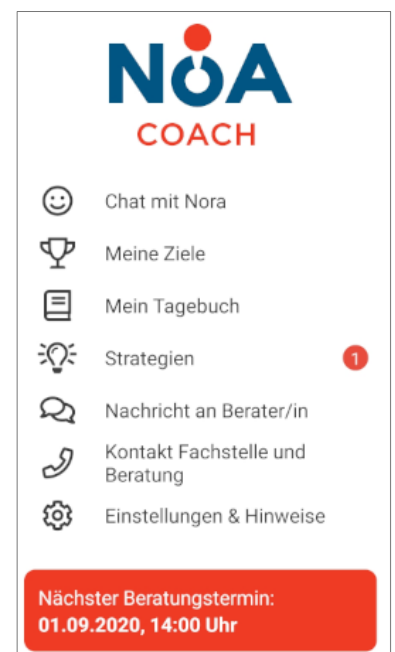 NOA
COACH
Chat mit Nora
Meine Ziele
Mein Tagebuch
Strategien 1
Nachricht an Berater/in
Kontakt Fachstelle und
Beratung
Einstellungen & Hinweise
Nächster Beratungstermin:
01.09.2020, 14:00 Uhr